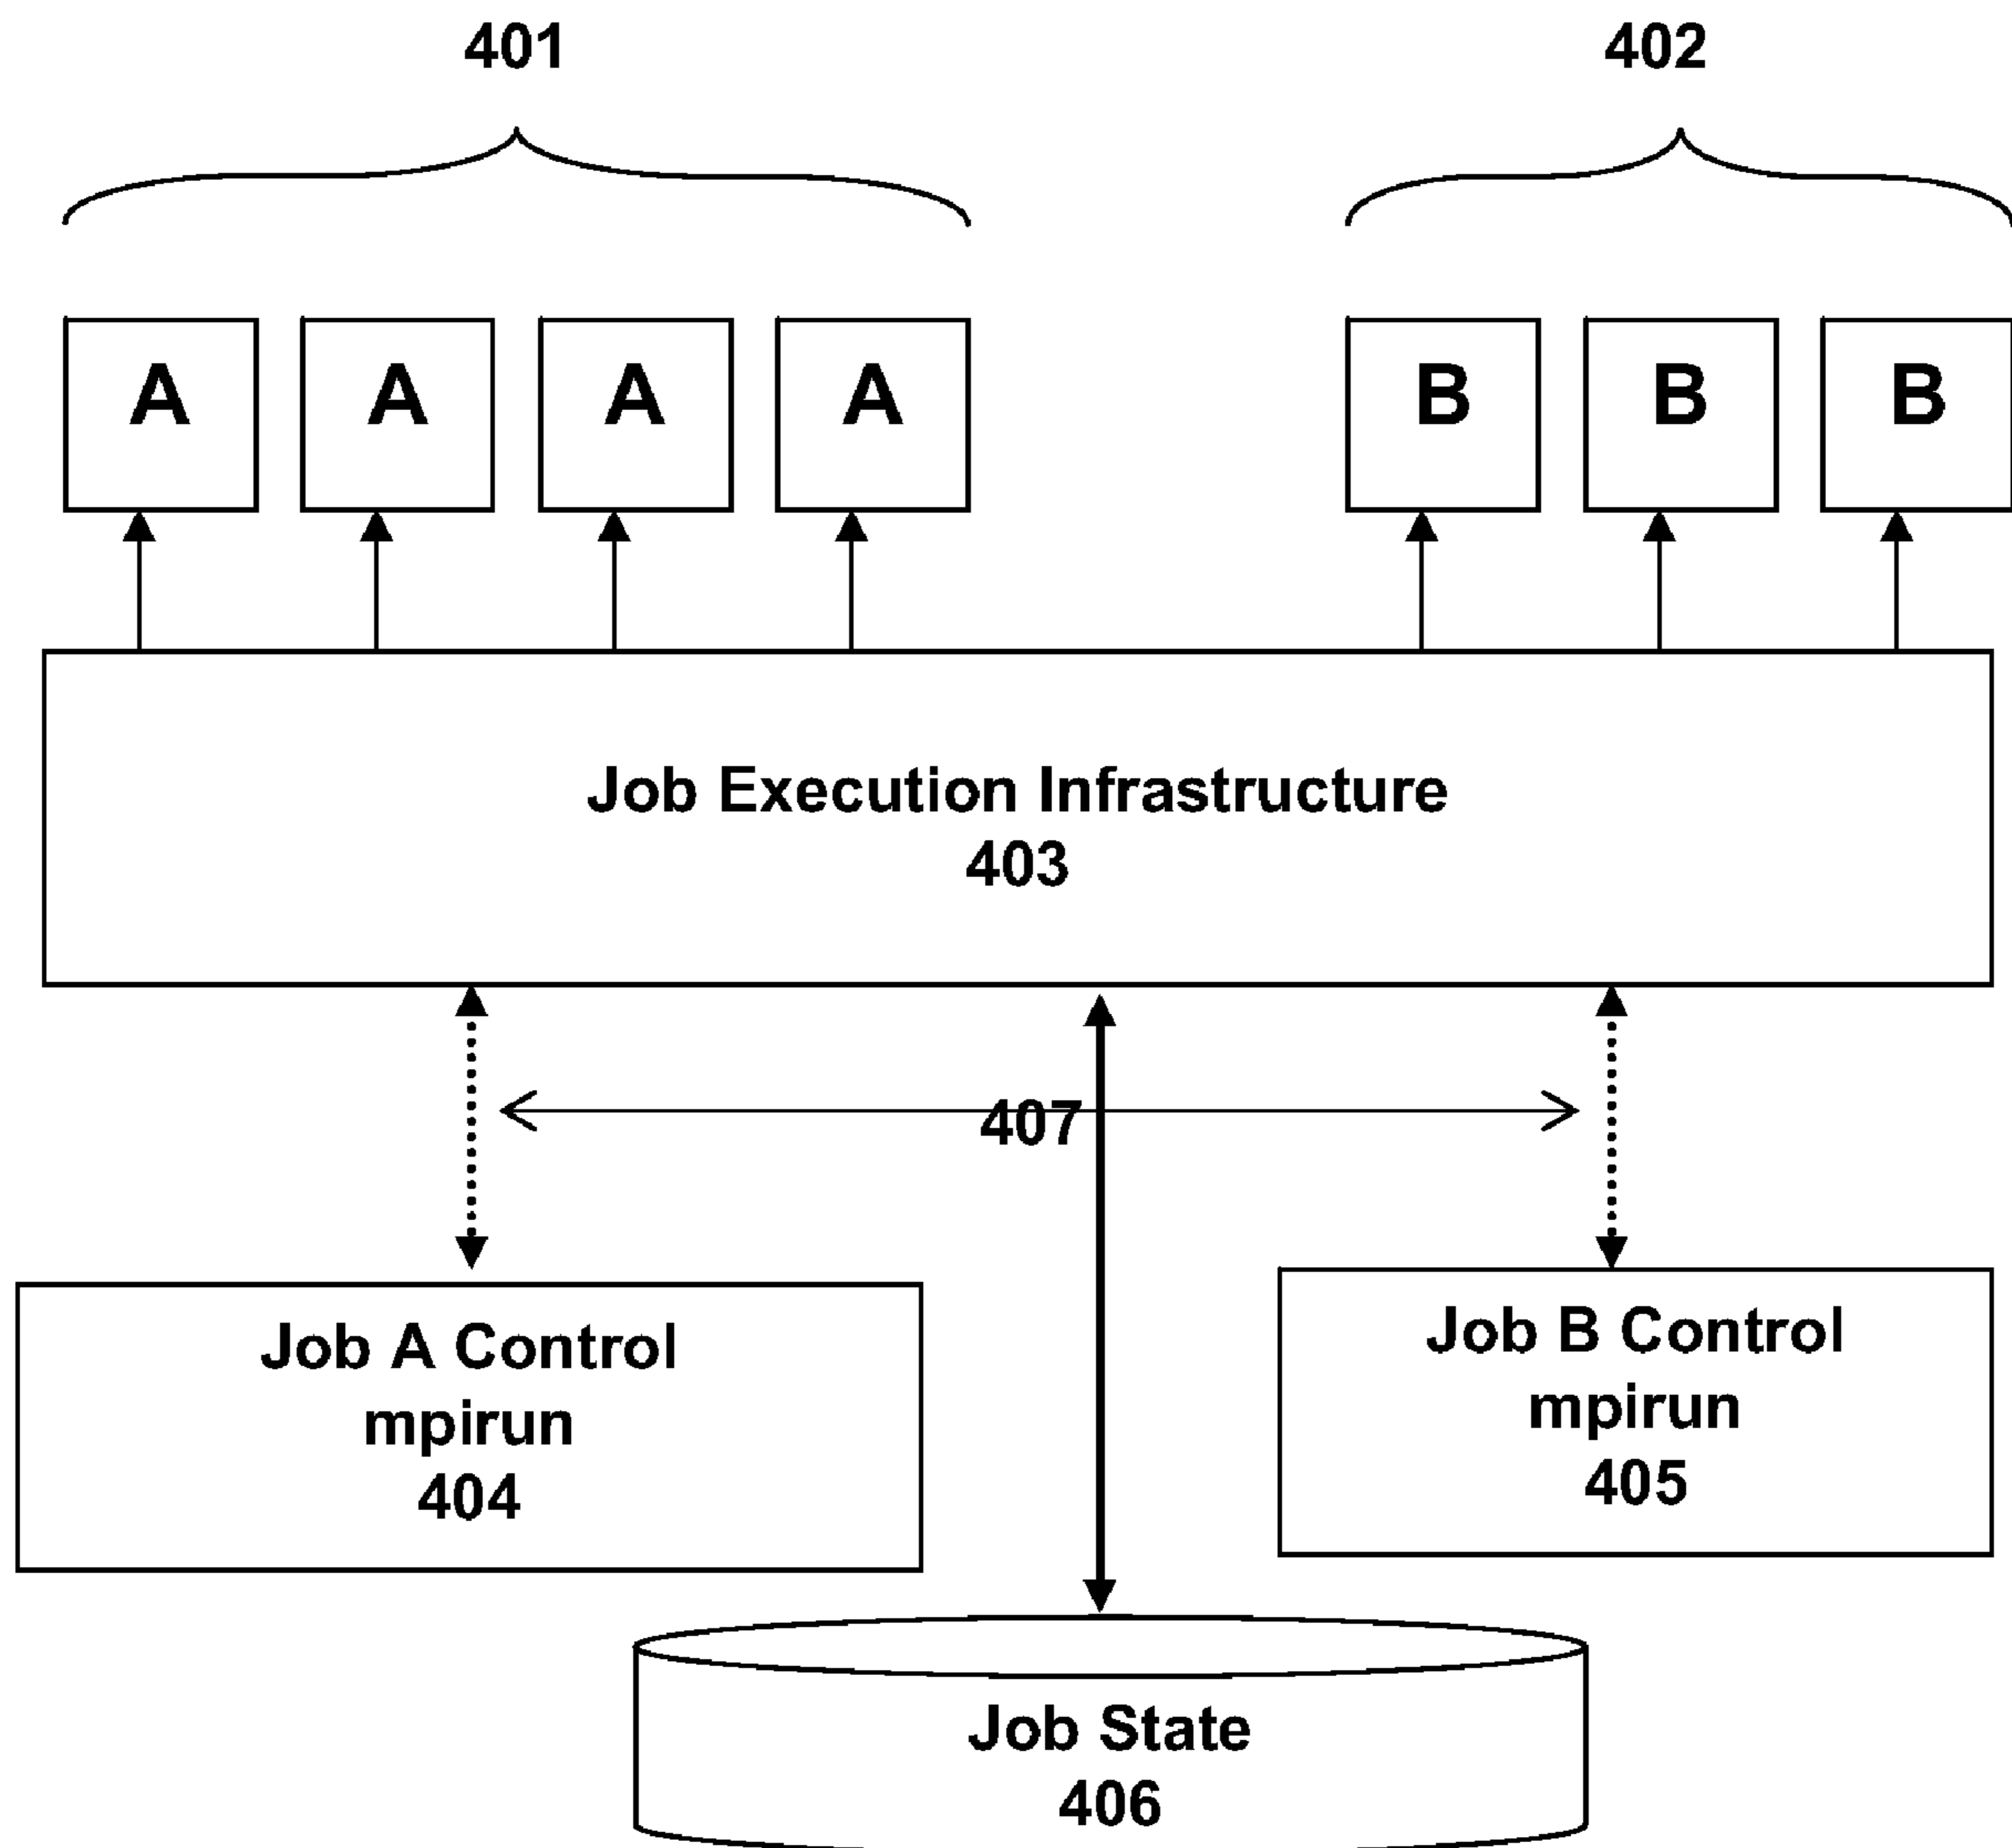 401
402
A A A A B B B
Job Execution Infrastructure
403
407
Job A Control
mpirun
404
Job B Control
mpirun
405
Job State
406